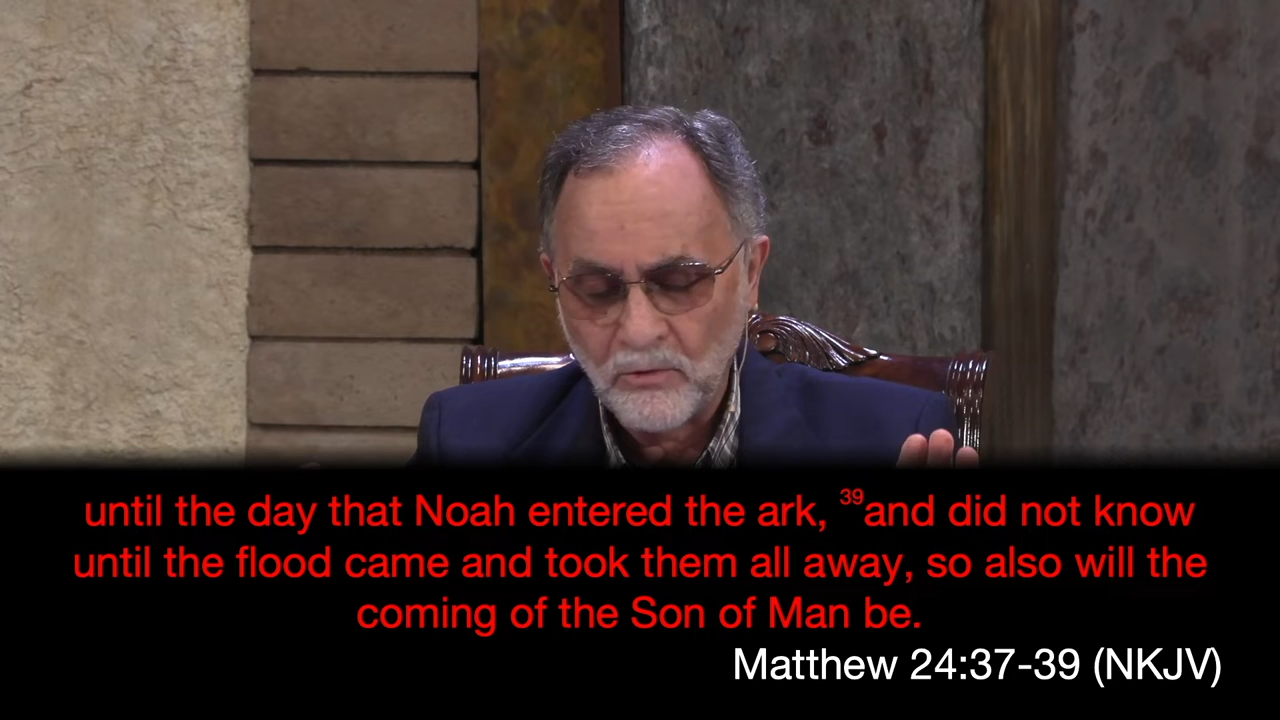 until the day that Noah entered the ark, ³⁹and did not know
until the flood came and took them all away, so also will the
coming of the Son of Man be.
Matthew 24:37-39 (NKJV)